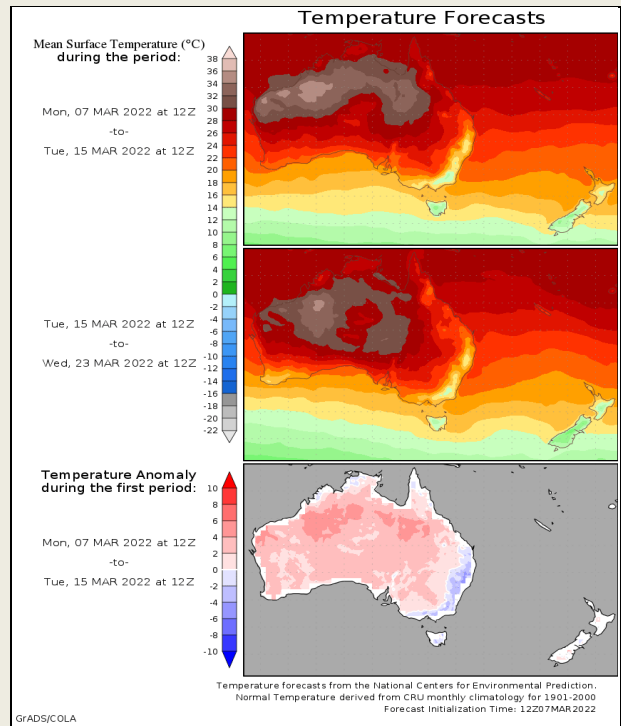 Temperature Forecasts
Mean Surface Temperature (°C)
during the period:
38
36
34
32
30
28
26
24
22
20
18
16
14
12
10
8
6
4
2
0
-2
-4
-6
-8
-10
-12
-14
-16
-18
-20
-22
Mon, 07 MAR 2022 at 12Z
-to-
Tue, 15 MAR 2022 at 12Z
Tue, 15 MAR 2022 at 12Z
-to-
Wed, 23 MAR 2022 at 12Z
Temperature Anomaly
during the first period:
10
8
6
4
2
0
-2
-4
-6
-8
-10
Mon, 07 MAR 2022 at 12Z
-to-
Tue, 15 MAR 2022 at 12Z
Temperature forecasts from the National Centers for Environmental Prediction.
Normal Temperature derived from CRU monthly climatology for 1901-2000
Forecast Initialization Time: 12Z07MAR2022
GrADS/COLA